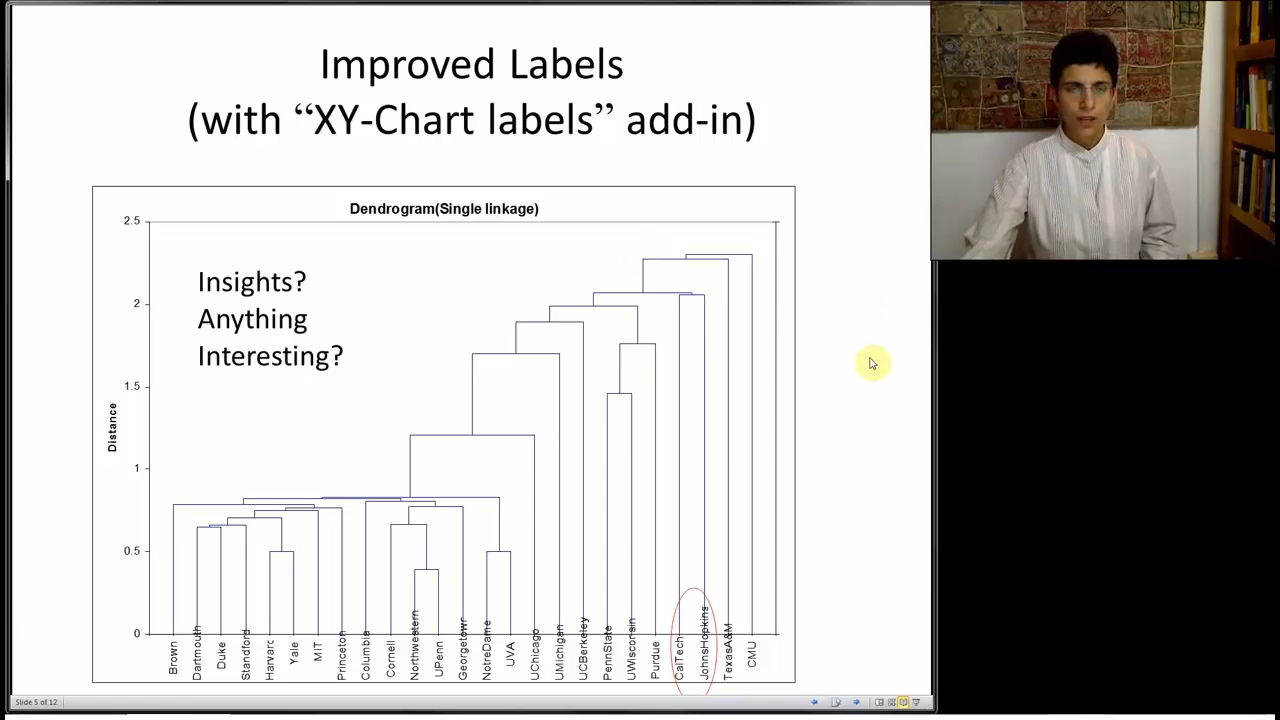 Improved Labels
(with “XY-Chart labels” add-in)
Dendrogram(Single linkage)
2.5
2
1.5
1
0.5
0
Distance
Insights?
Anything
Interesting?
Brown
Dartmouth
Duke
Standford
Harvard
Yale
MIT
Princeton
Columbia
Cornell
Northwestern
UPenn
Georgetown
NotreDame
UVA
UChicago
UMichigan
UCBerkeley
PennState
UWisconsin
Purdue
CalTech
JohnsHopkins
TexasA&M
CMU
Slide 5 of 12